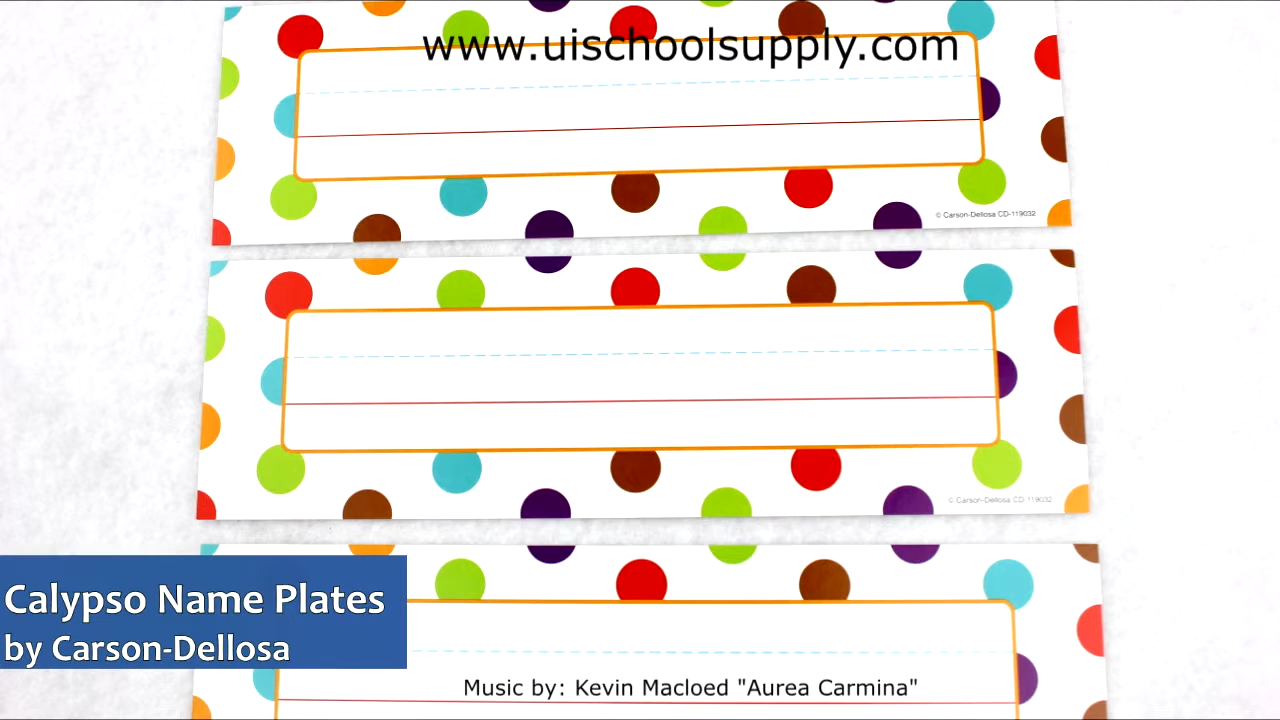 www.uischoolsupply.com
© Carson-Dellosa CD-119032
© Carson-Dellosa CD-119032
Calypso Name Plates
by Carson-Dellosa
Music by: Kevin Macloed "Aurea Carmina"